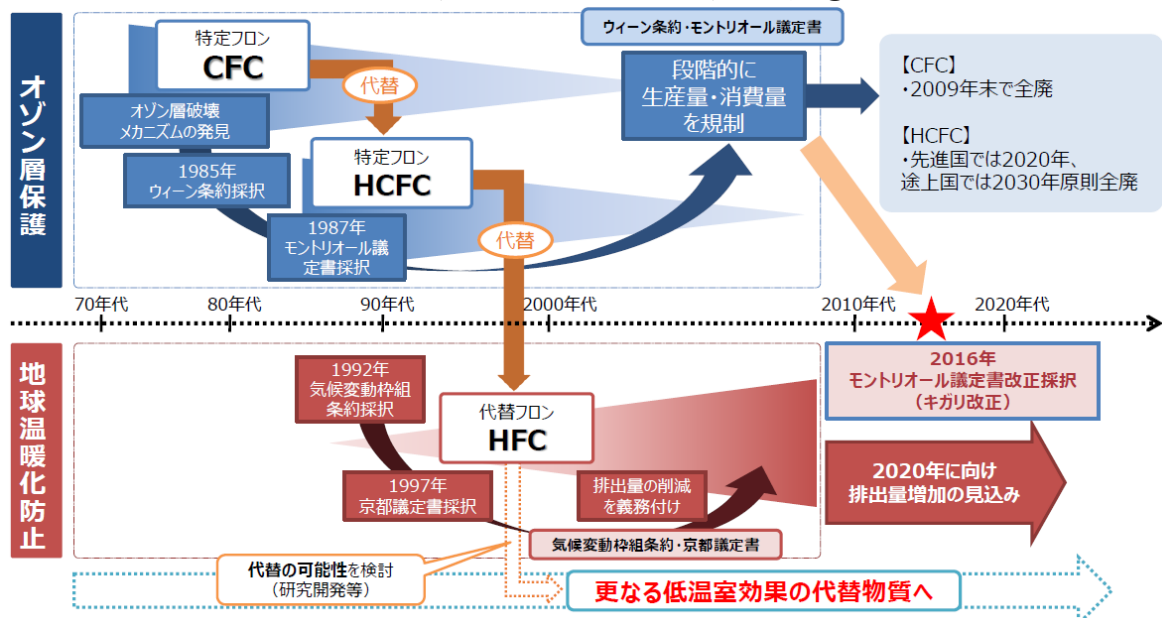 オゾン層保護
ウィーン条約・モントリオール議定書
特定フロン
CFC
代替
オゾン層破壊
メカニズムの発見
1985年
ウィーン条約採択
特定フロン
HCFC
代替
1987年
モントリオール議
定書採択
段階的に
生産量・消費量
を規制
【CFC】
・2009年末で全廃
【HCFC】
・先進国では2020年、
途上国では2030年原則全廃
70年代
80年代
90年代
2000年代
2010年代
2020年代
地球温暖化防止
1992年
気候変動枠組
条約採択
代替フロン
HFC
1997年
京都議定書採択
排出量の削減
を義務付け
気候変動枠組条約・京都議定書
2016年
モントリオール議定書改正採択
（キガリ改正）
2020年に向け
排出量増加の見込み
代替の可能性を検討
（研究開発等）
更なる低温室効果の代替物質へ